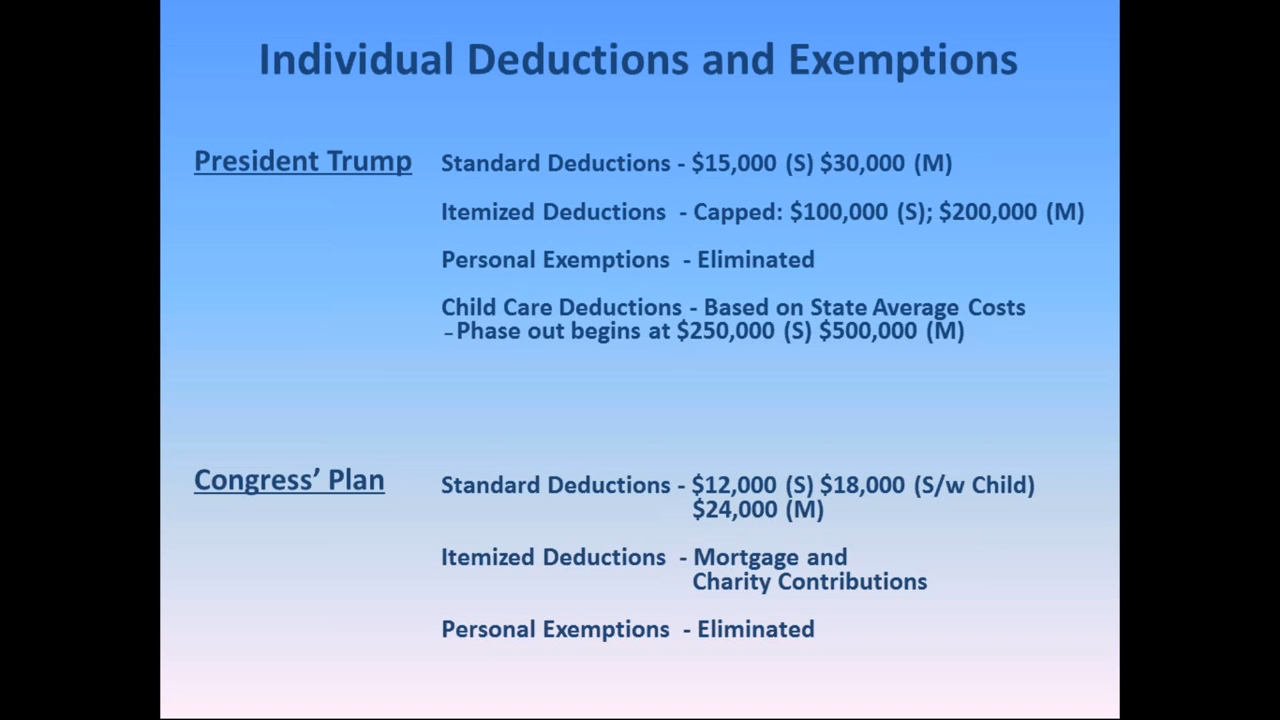 Individual Deductions and Exemptions
President Trump
Standard Deductions - $15,000 (S) $30,000 (M)
Itemized Deductions - Capped: $100,000 (S); $200,000 (M)
Personal Exemptions - Eliminated
Child Care Deductions - Based on State Average Costs
–Phase out begins at $250,000 (S) $500,000 (M)
Congress’ Plan
Standard Deductions - $12,000 (S) $18,000 (S/w Child)
$24,000 (M)
Itemized Deductions - Mortgage and
Charity Contributions
Personal Exemptions - Eliminated